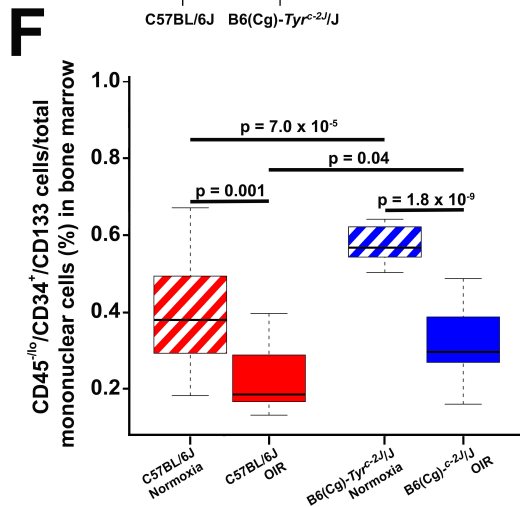 C57BL/6J B6(Cg)-Tyrc-2J/J
F
CD45-/lo/CD34+/CD133 cells/total
mononuclear cells (%) in bone marrow
1.0
0.8
0.6
0.4
0.2
p = 7.0 x 10-5
p = 0.04
p = 0.001
p = 1.8 x 10-9
C57BL/6J
Normoxia
C57BL/6J
OIR
B6(Cg)-Tyrc-2J/J
Normoxia
B6(Cg)-c-2J/J
OIR